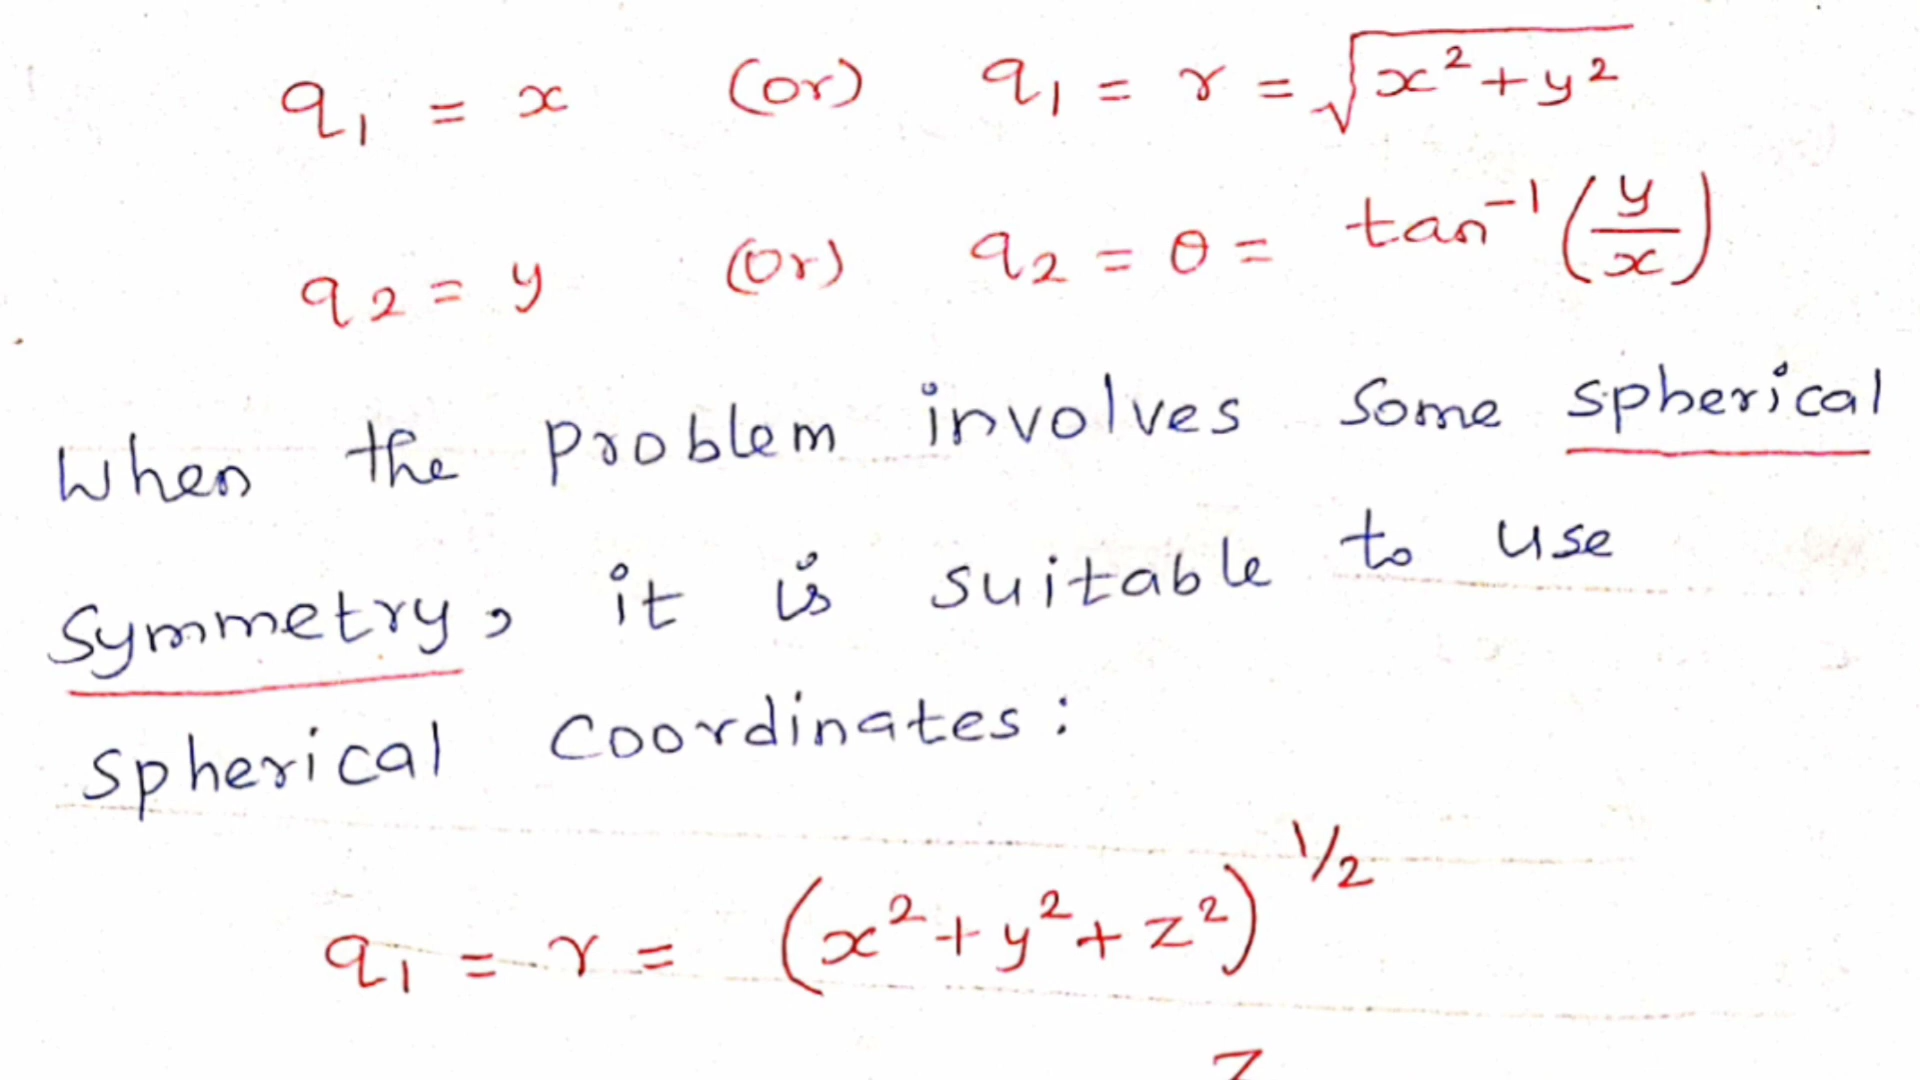 q₁ = x (or) q₁ = r = √(x² + y²)
q₂ = y (or) q₂ = θ = tan⁻¹(y/x)
When the problem involves some spherical
symmetry, it is suitable to use
spherical coordinates:
q₁ = r = (x² + y² + z²)^1/2
z